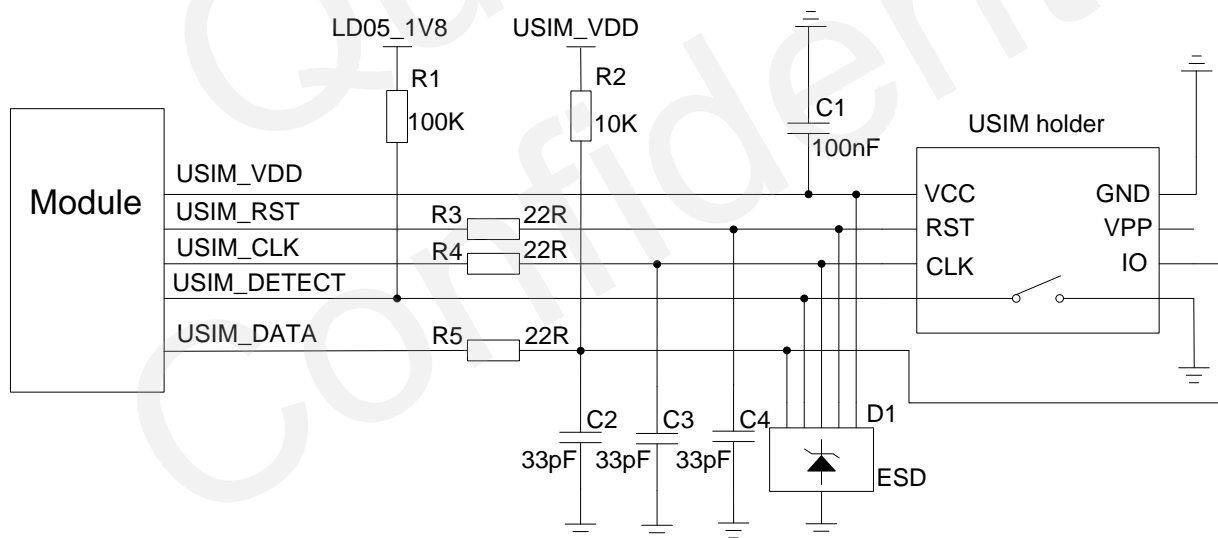 LD05_1V8
USIM_VDD
R1
100K
R2
10K
C1
100nF
USIM holder
Module
USIM_VDD
USIM_RST
USIM_CLK
USIM_DETECT
USIM_DATA
R3 22R
R4 22R
R5 22R
VCC
RST
CLK
GND
VPP
IO
C2
33pF
C3
33pF
C4
33pF
D1
ESD